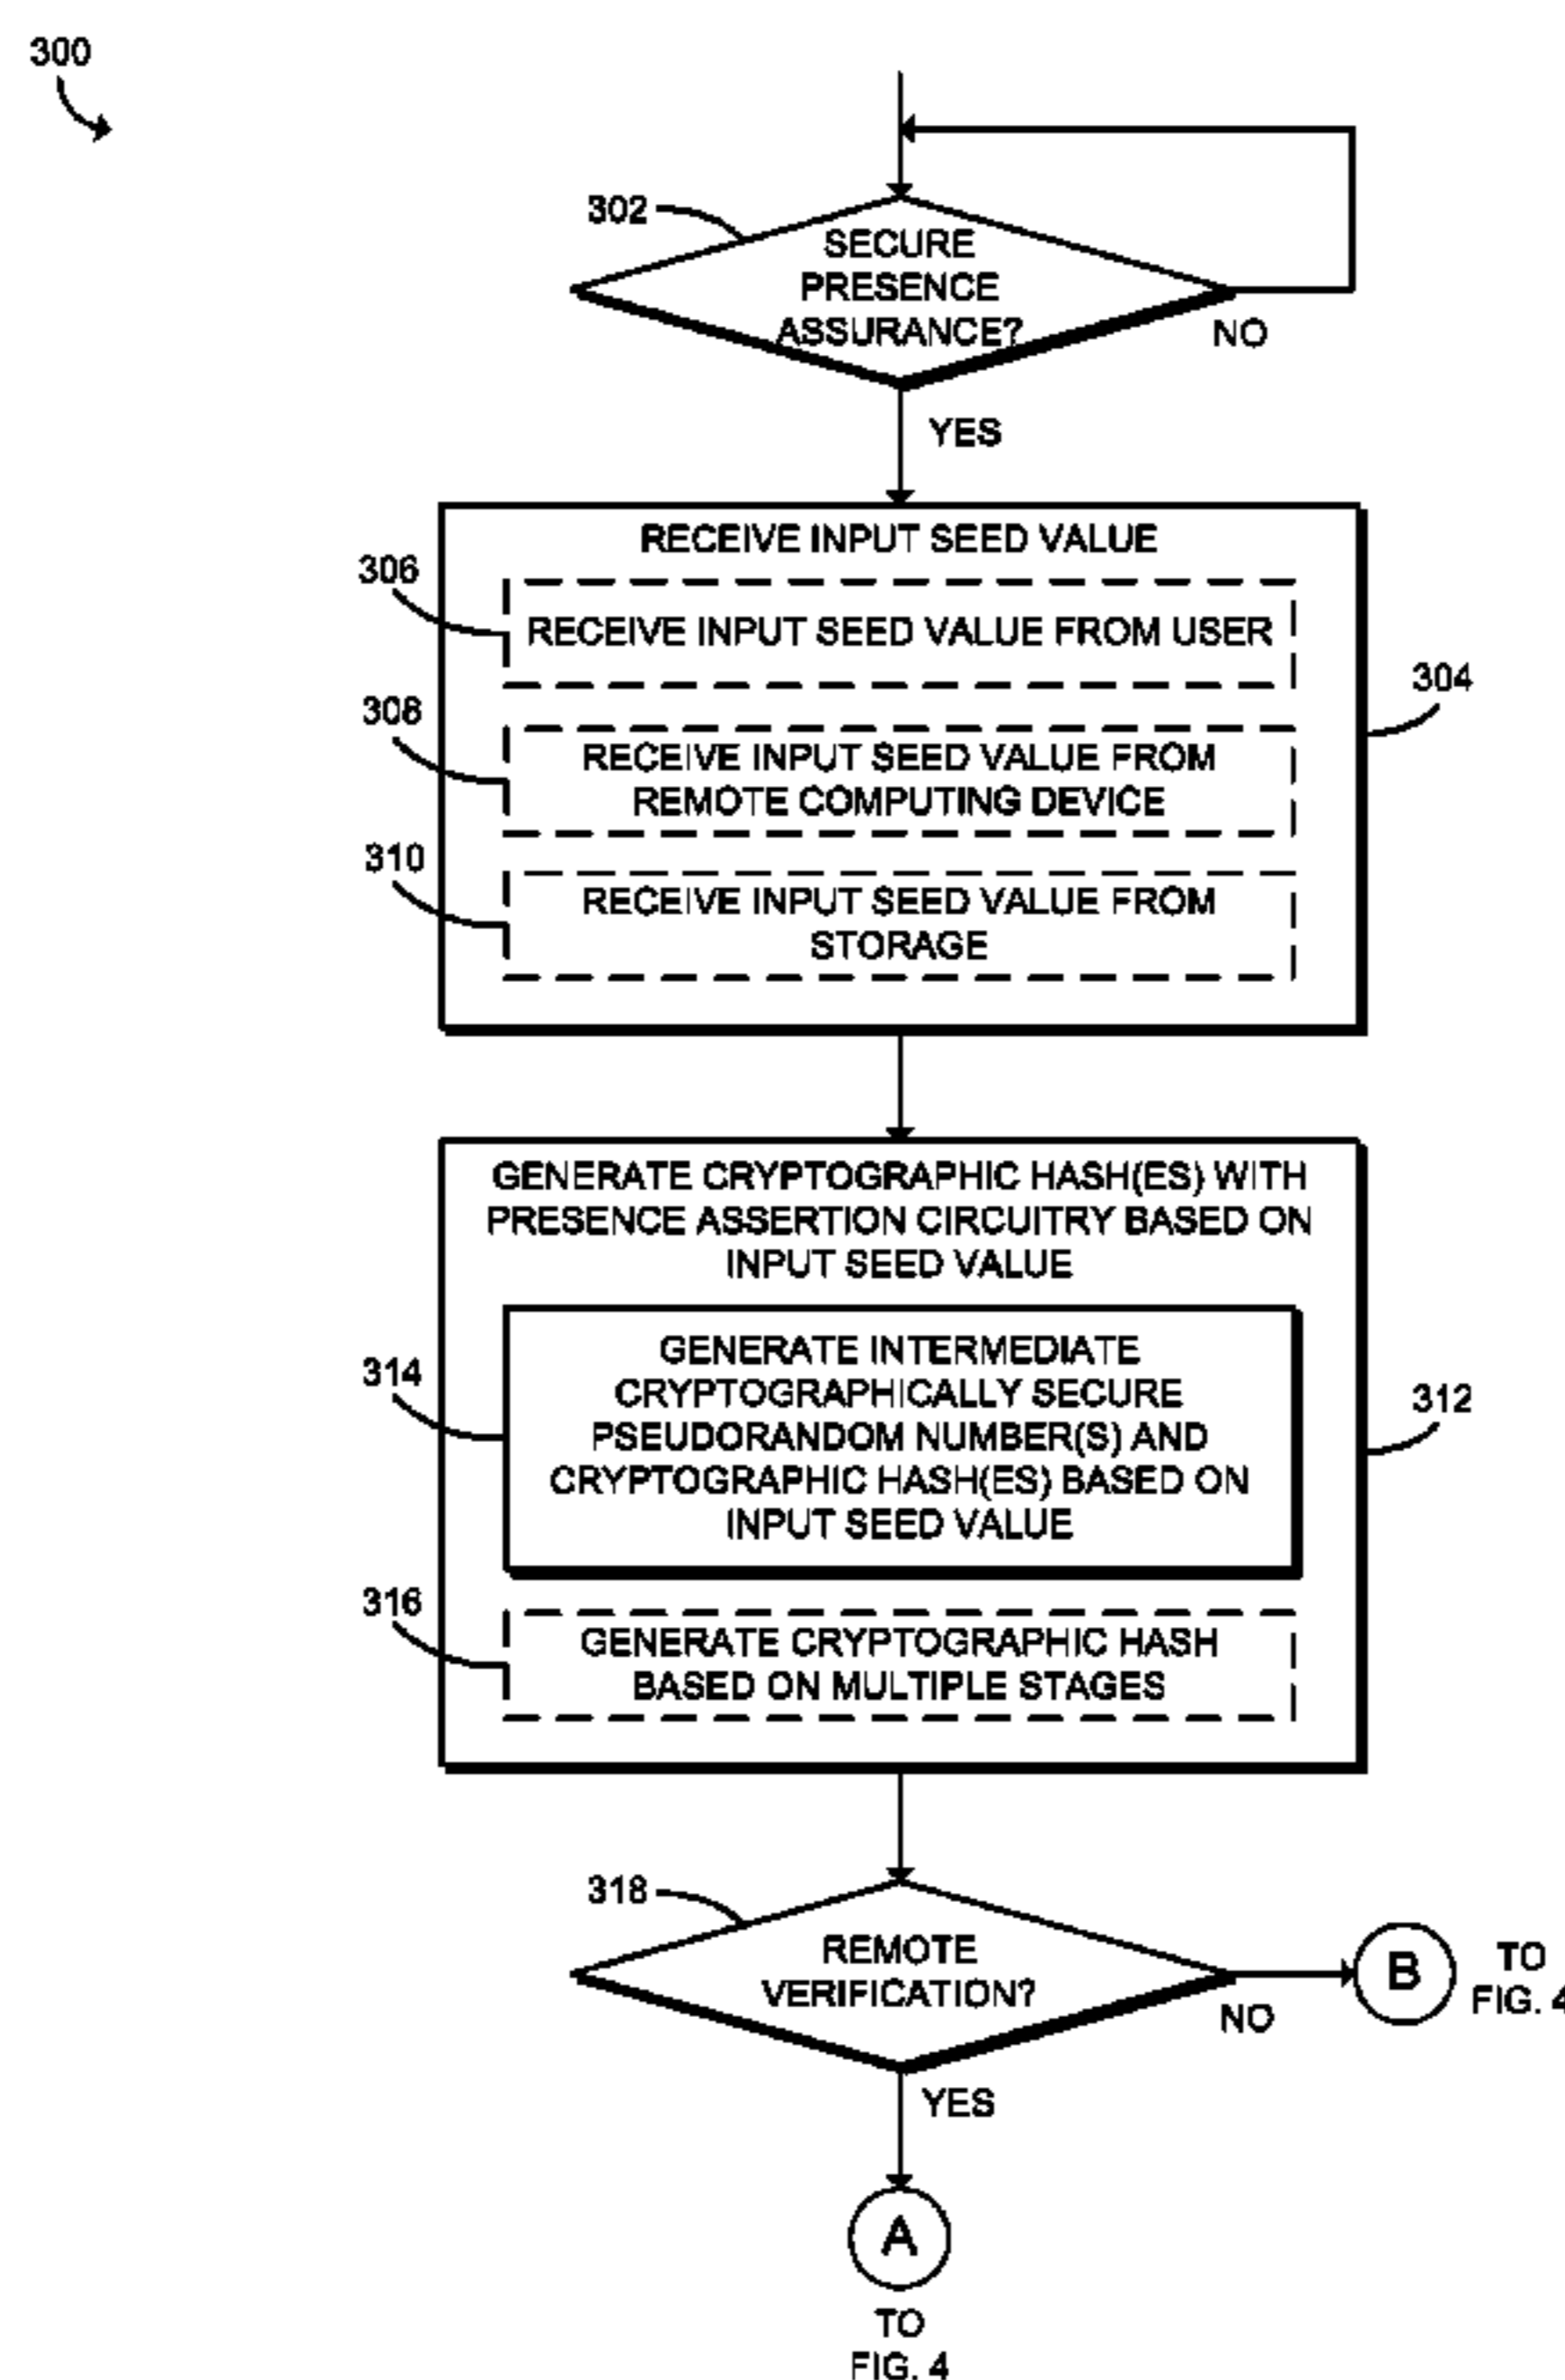 300
302
SECURE
PRESENCE
ASSURANCE?
NO
YES
RECEIVE INPUT SEED VALUE
306
RECEIVE INPUT SEED VALUE FROM USER
304
308
RECEIVE INPUT SEED VALUE FROM
REMOTE COMPUTING DEVICE
310
RECEIVE INPUT SEED VALUE FROM
STORAGE
GENERATE CRYPTOGRAPHIC HASH(ES) WITH
PRESENCE ASSERTION CIRCUITRY BASED ON
INPUT SEED VALUE
314
GENERATE INTERMEDIATE
CRYPTOGRAPHICALLY SECURE
PSEUDORANDOM NUMBER(S) AND
CRYPTOGRAPHIC HASH(ES) BASED ON
INPUT SEED VALUE
312
316
GENERATE CRYPTOGRAPHIC HASH
BASED ON MULTIPLE STAGES
318
REMOTE
VERIFICATION?
NO
B
TO
FIG. 4
YES
A
TO
FIG. 4